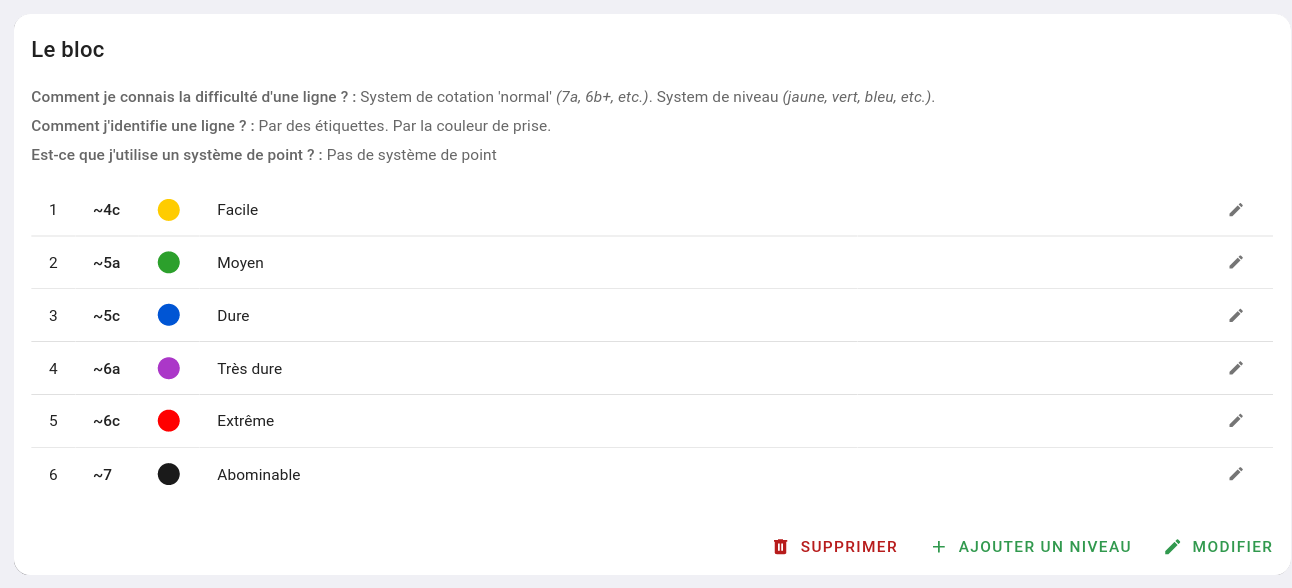 Le bloc
Comment je connais la difficulté d'une ligne ? : System de cotation 'normal' (7a, 6b+, etc.). System de niveau (jaune, vert, bleu, etc.).
Comment j'identifie une ligne ? : Par des étiquettes. Par la couleur de prise.
Est-ce que j'utilise un système de point ? : Pas de système de point
1 ~4c Facile
2 ~5a Moyen
3 ~5c Dure
4 ~6a Très dure
5 ~6c Extrême
6 ~7 Abominable
SUPPRIMER + AJOUTER UN NIVEAU MODIFIER